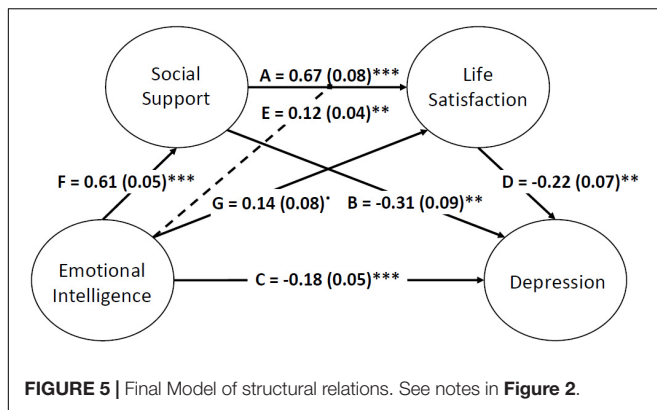 Social
Support
A = 0.67 (0.08)***
Life
Satisfaction
E = 0.12 (0.04)**
F = 0.61 (0.05)***
D = -0.22 (0.07)**
G = 0.14 (0.08)˙
B = -0.31 (0.09)**
Emotional
Intelligence
C = -0.18 (0.05)***
Depression
FIGURE 5 | Final Model of structural relations. See notes in Figure 2.